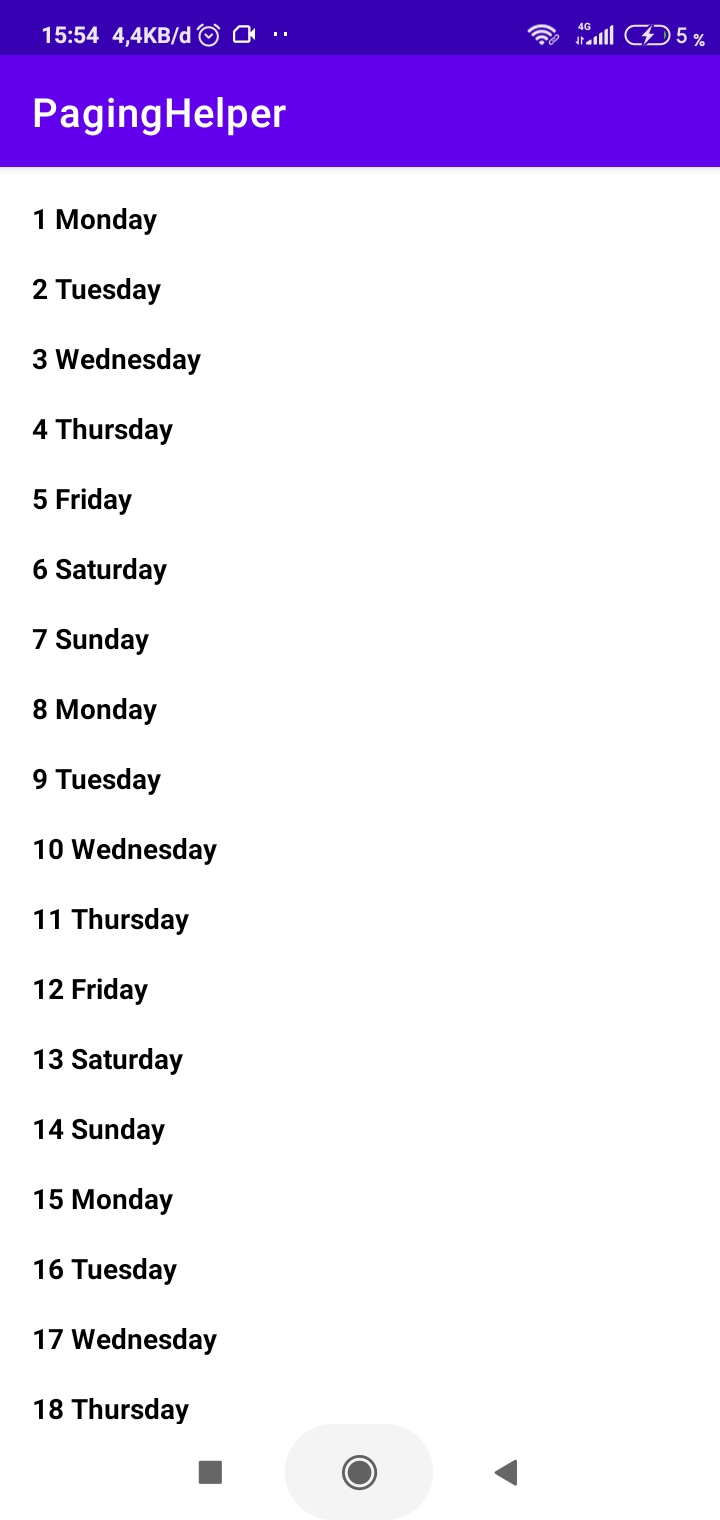 15:54 4,4KB/d 4G 5 %
PagingHelper
1 Monday
2 Tuesday
3 Wednesday
4 Thursday
5 Friday
6 Saturday
7 Sunday
8 Monday
9 Tuesday
10 Wednesday
11 Thursday
12 Friday
13 Saturday
14 Sunday
15 Monday
16 Tuesday
17 Wednesday
18 Thursday